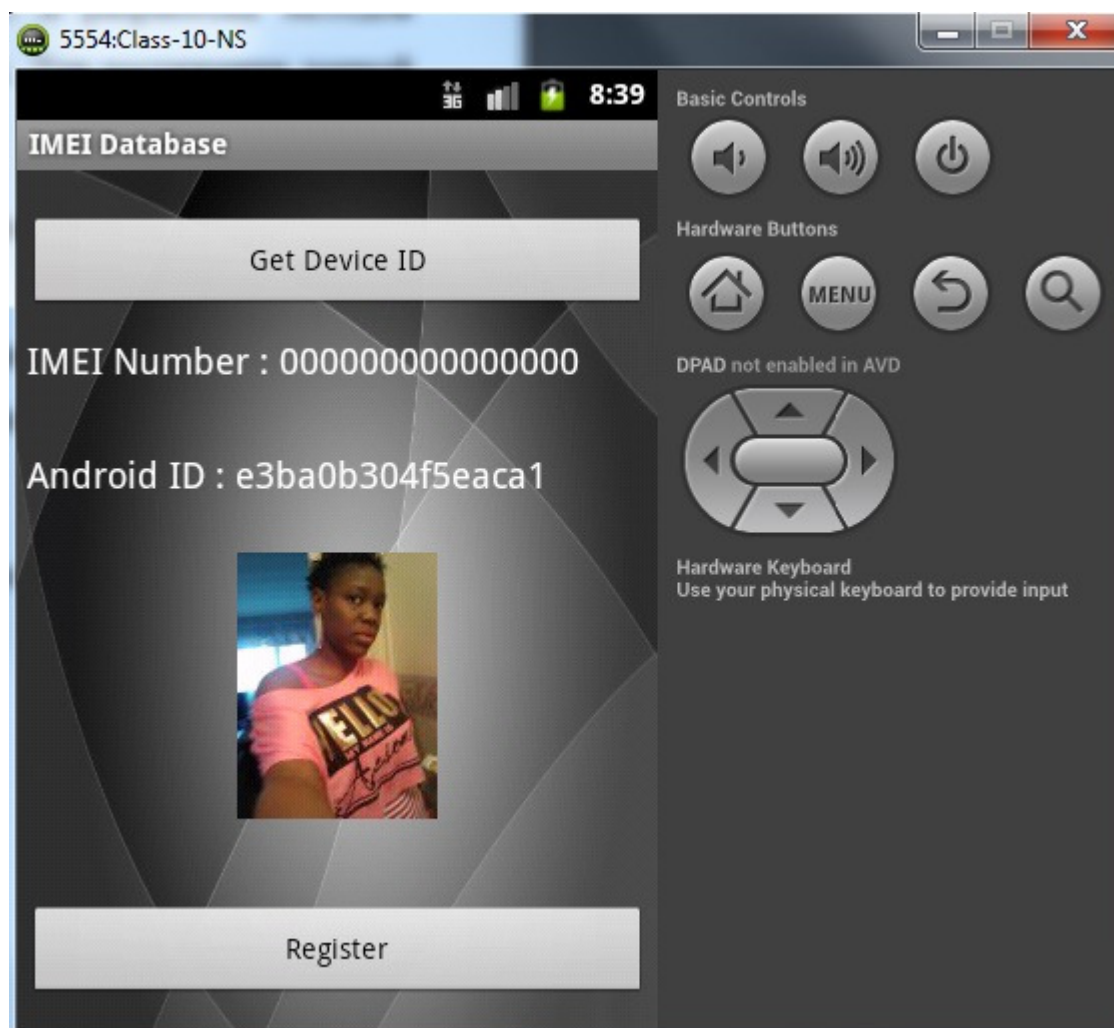 5554:Class-10-NS
3G 8:39
IMEI Database
Get Device ID
IMEI Number : 000000000000000
Android ID : e3ba0b304f5eaca1
Register
Basic Controls
Hardware Buttons
MENU
DPAD not enabled in AVD
Hardware Keyboard
Use your physical keyboard to provide input